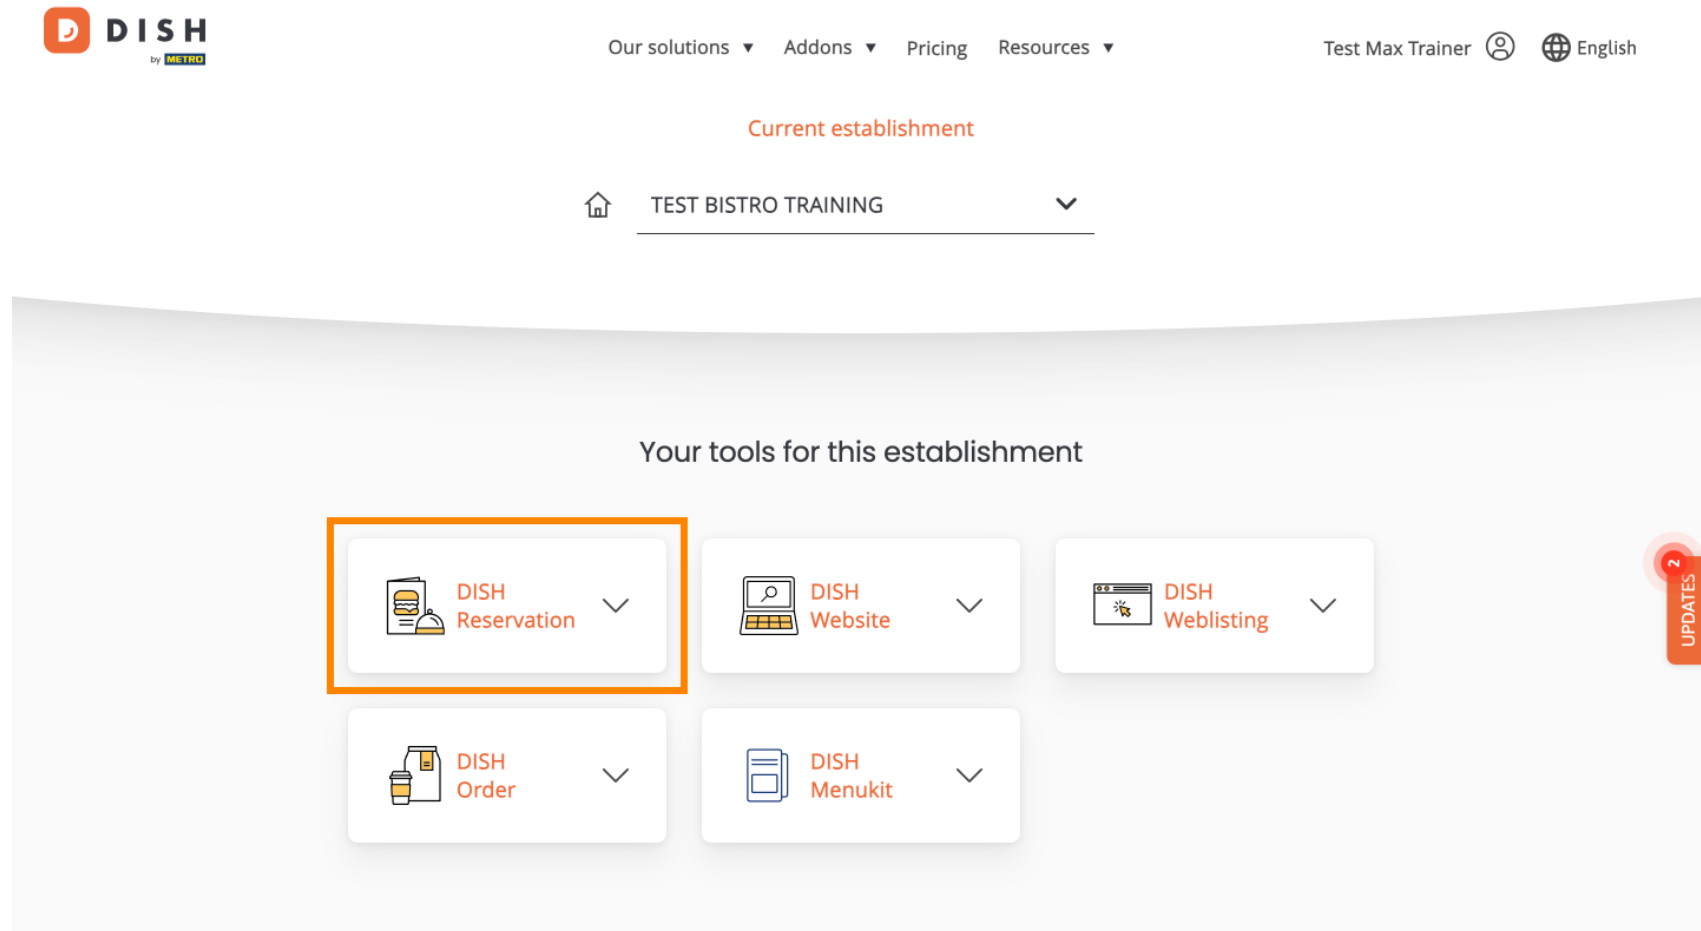 DISH
by METRO
Our solutions ▼ Addons ▼ Pricing Resources ▼
Test Max Trainer English
Current establishment
TEST BISTRO TRAINING
Your tools for this establishment
DISH
Reservation
DISH
Website
DISH
Weblisting
DISH
Order
DISH
Menukit
2
UPDATES